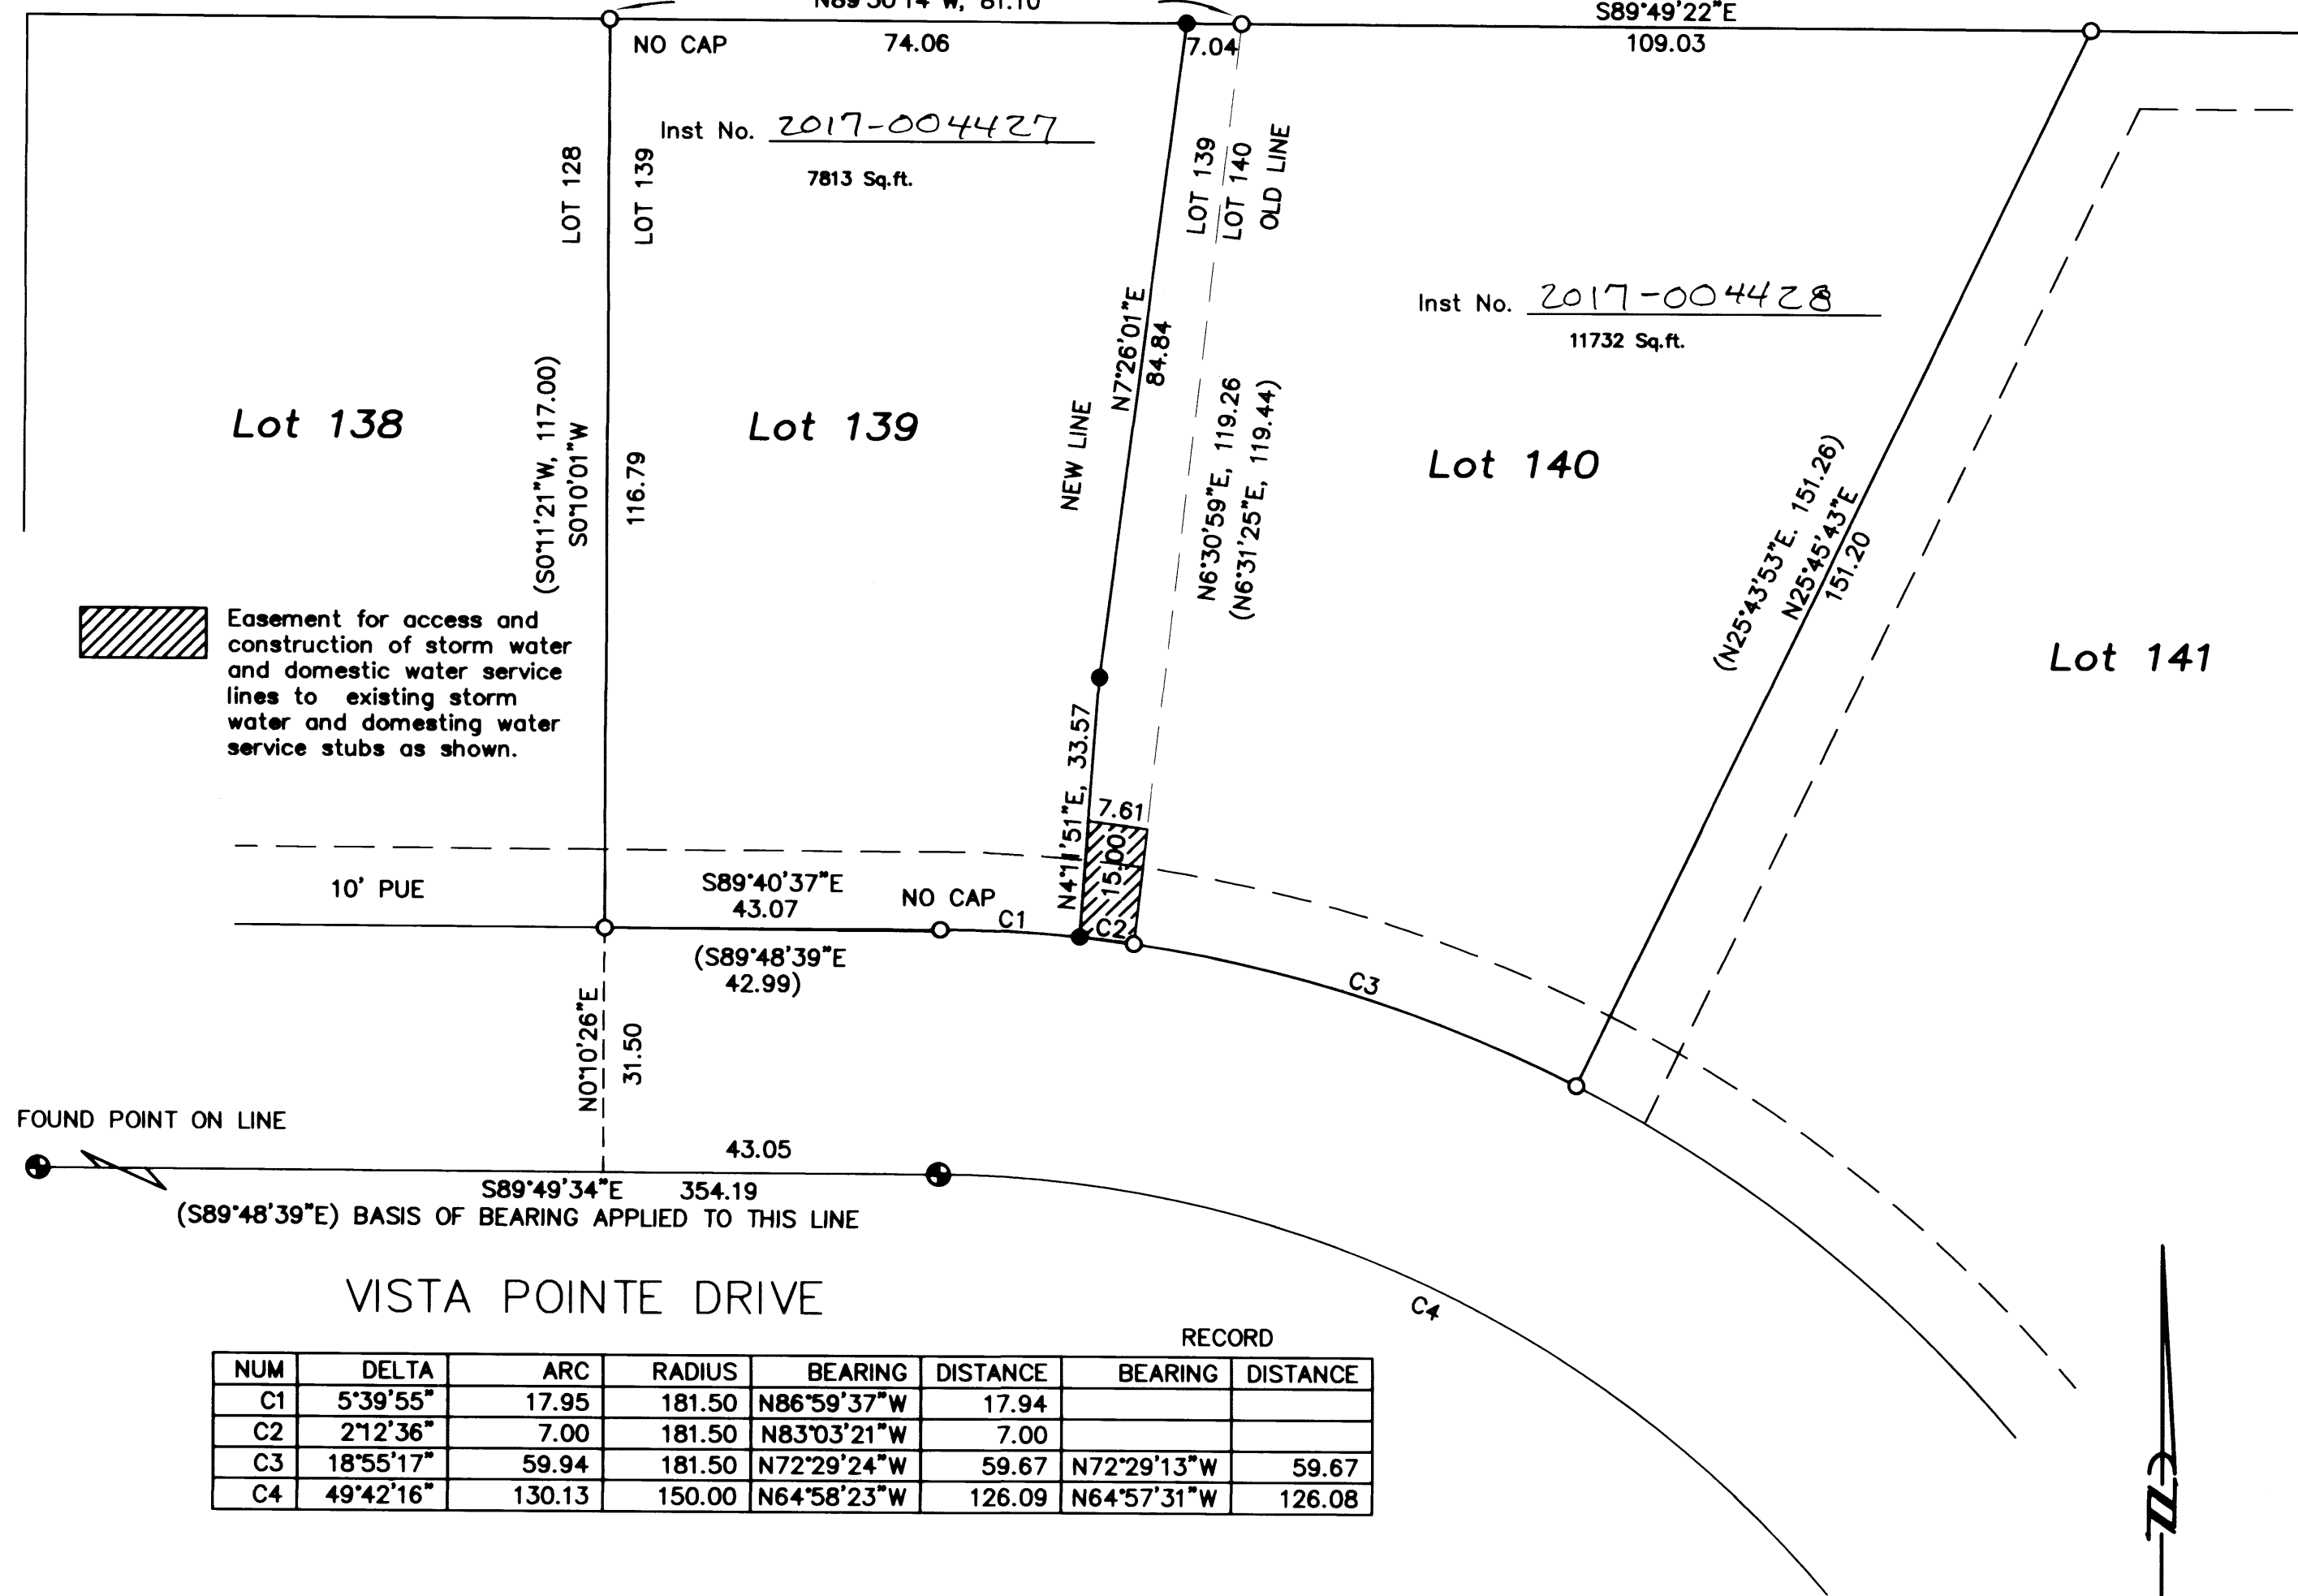 N89°50'14"W, 81.10
S89°49'22"E
109.03
NO CAP
74.06
7.04
Inst No. 2017-004427
7813 Sq.ft.
LOT 128
LOT 139
LOT 139
LOT 140
OLD LINE
Inst No. 2017-004428
11732 Sq.ft.
N7°26'01"E
84.84
NEW LINE
Lot 138
Lot 139
Lot 140
Lot 141
(S0°11'21"W, 117.00)
S0°10'01"W
116.79
N6°30'59"E, 119.26
(N6°31'25"E, 119.44)
(N25°43'53"E. 151.26)
N25°45'43"E
151.20
Easement for access and
construction of storm water
and domestic water service
lines to existing storm
water and domesting water
service stubs as shown.
N4°11'51"E, 33.57
7.61
15.00
10' PUE
S89°40'37"E
43.07
NO CAP
C1
C2
(S89°48'39"E
42.99)
C3
N0°10'26"E
31.50
FOUND POINT ON LINE
43.05
S89°49'34"E 354.19
(S89°48'39"E) BASIS OF BEARING APPLIED TO THIS LINE
C4
VISTA POINTE DRIVE
RECORD
NUM DELTA ARC RADIUS BEARING DISTANCE BEARING DISTANCE
C1 5°39'55" 17.95 181.50 N86°59'37"W 17.94
C2 2°12'36" 7.00 181.50 N83°03'21"W 7.00
C3 18°55'17" 59.94 181.50 N72°29'24"W 59.67 N72°29'13"W 59.67
C4 49°42'16" 130.13 150.00 N64°58'23"W 126.09 N64°57'31"W 126.08
n